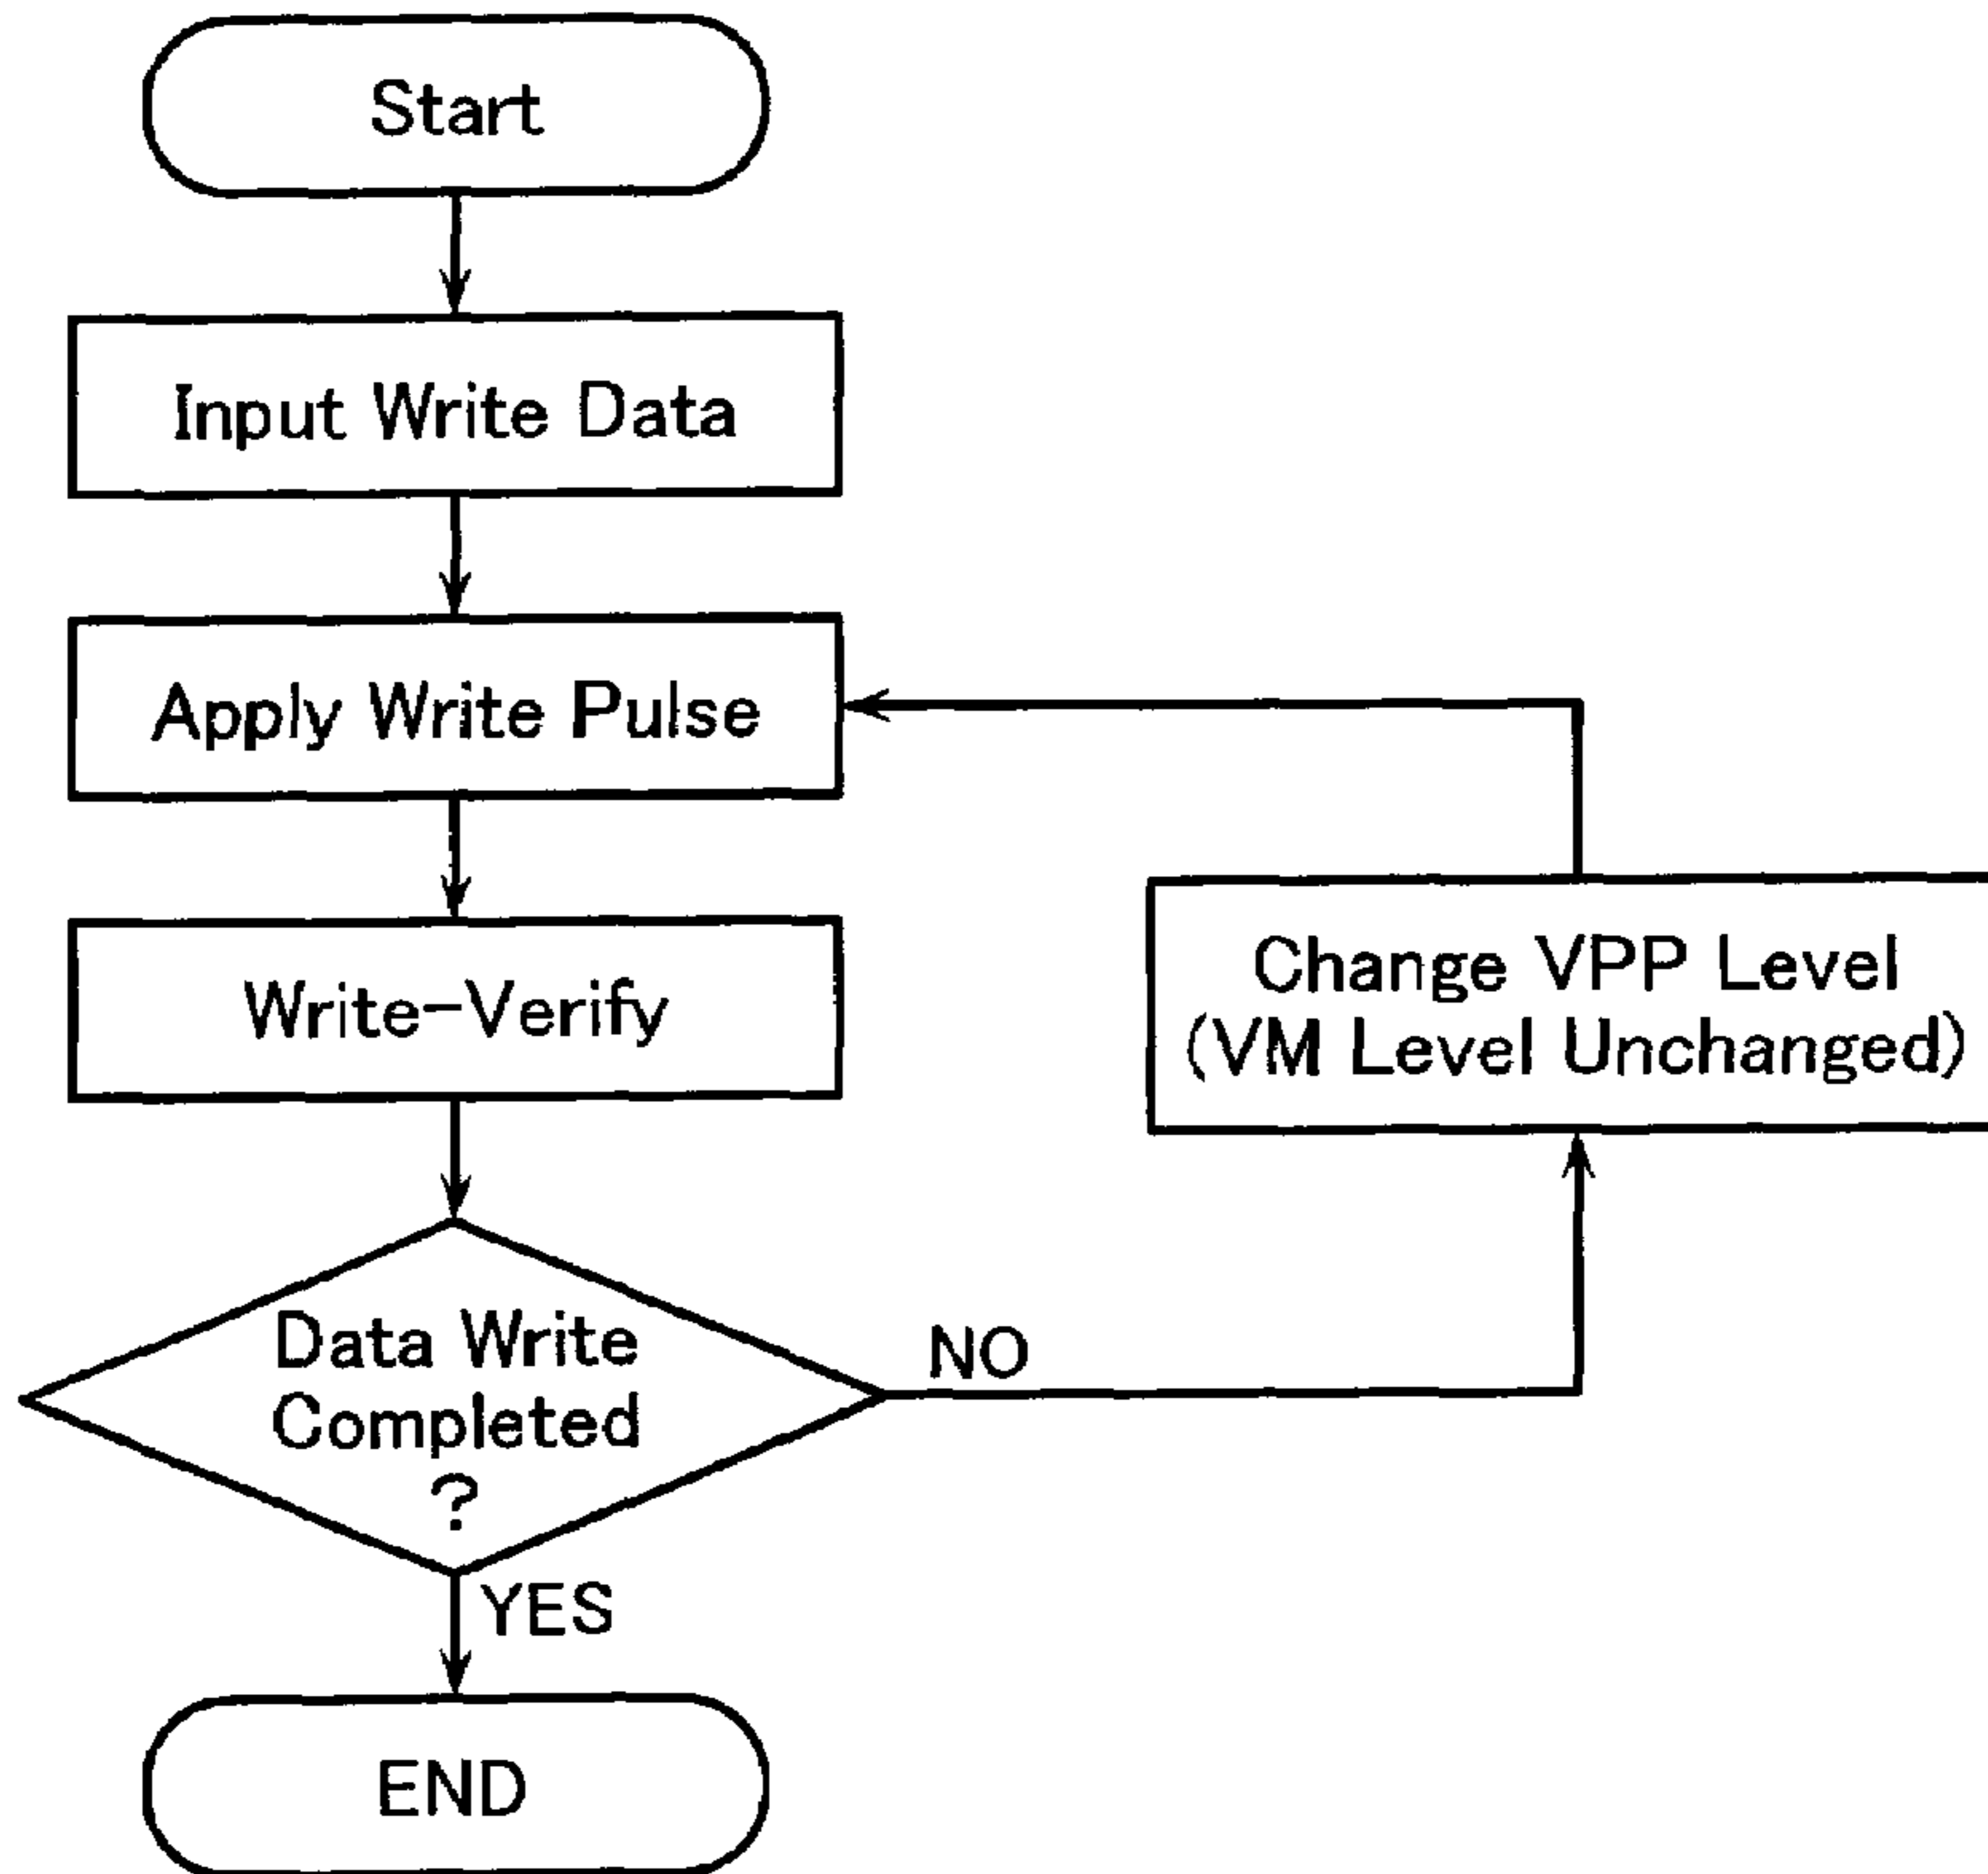 Start
Input Write Data
Apply Write Pulse
Write-Verify
Change VPP Level
(VM Level Unchanged)
Data Write
Completed
?
NO
YES
END